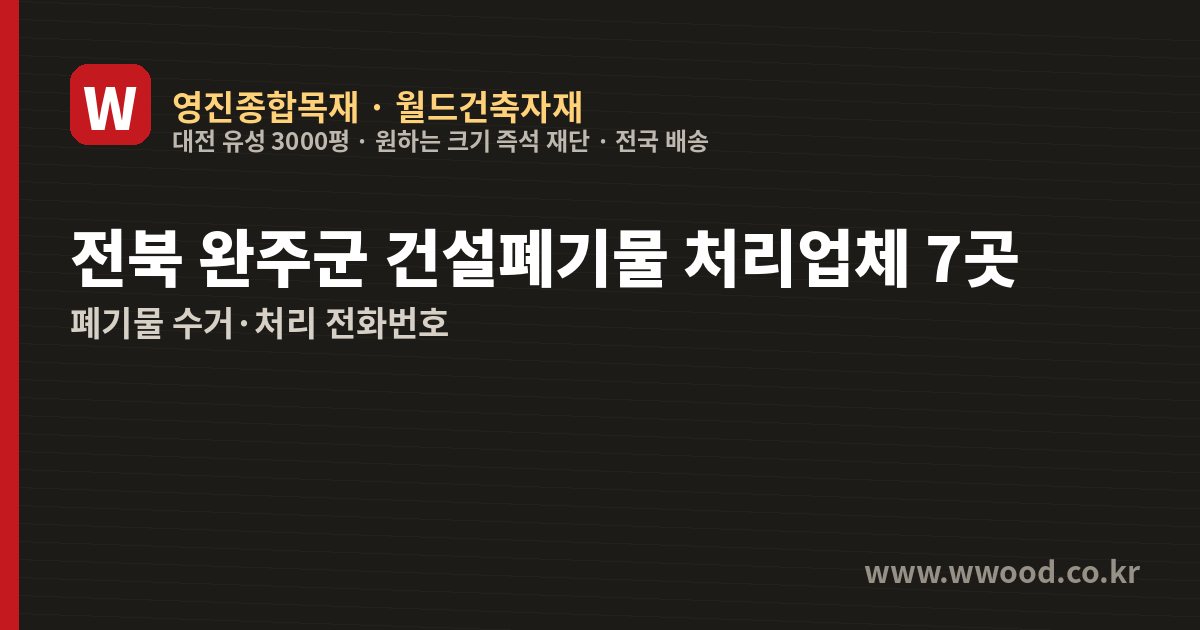 W
영진종합목재 · 월드건축자재
대전 유성 3000평 · 원하는 크기 즉석 재단 · 전국 배송
전북 완주군 건설폐기물 처리업체 7곳
폐기물 수거·처리 전화번호
www.wwood.co.kr